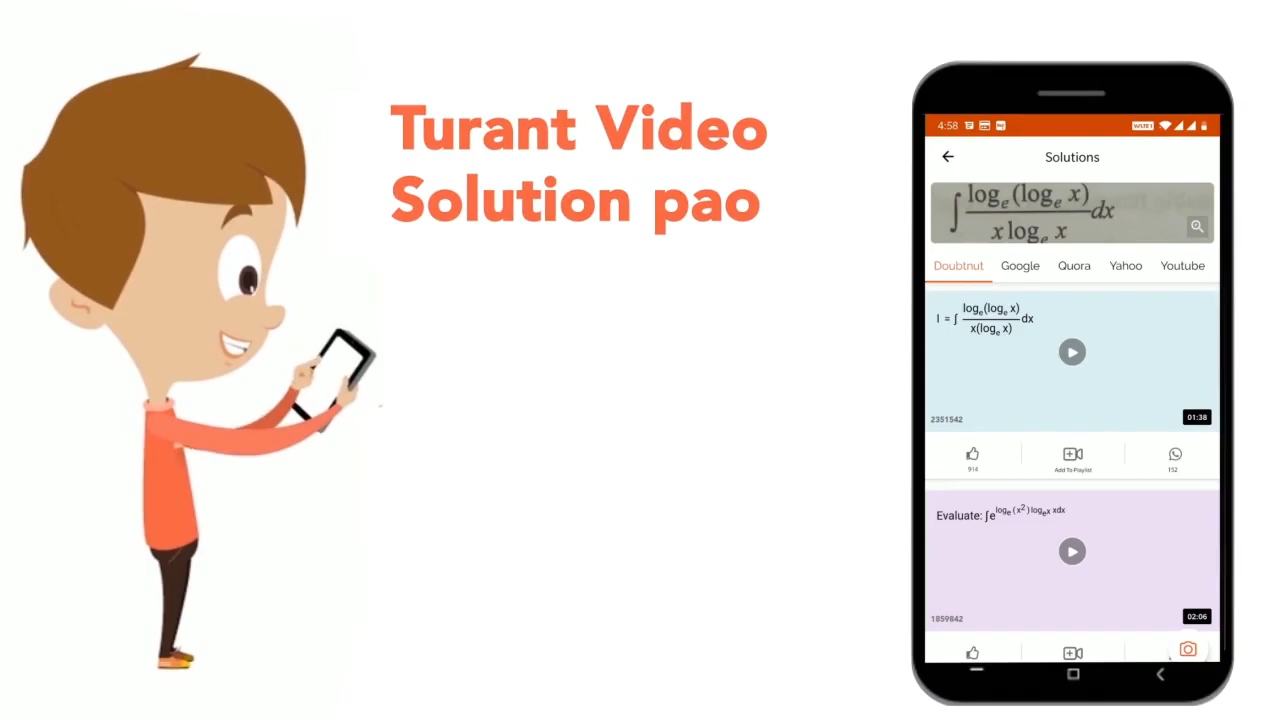 Turant Video
Solution pao
4:58
VoLTE1
Solutions
∫ logₑ(logₑ x) / x logₑ x dx
Doubtnut Google Quora Yahoo Youtube
I = ∫ logₑ(logₑ x) / x(logₑ x) dx
2351542 01:38
914 Add To Playlist 152
Evaluate: ∫e^logₑ(x²)logₑx xdx
1859842 02:06